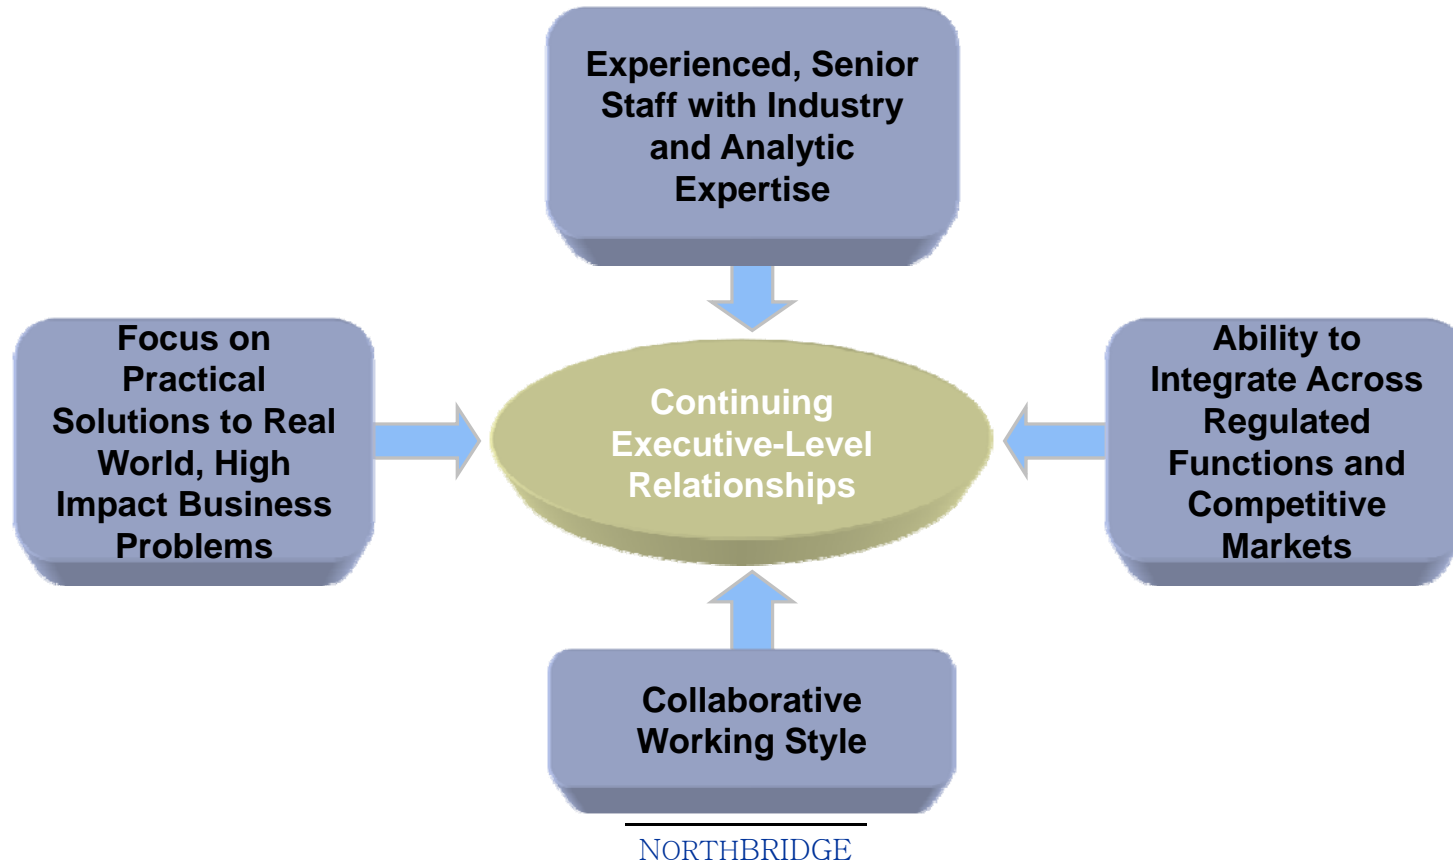 Experienced, Senior
Staff with Industry
and Analytic
Expertise
Focus on
Practical
Solutions to Real
World, High
Impact Business
Problems
Continuing
Executive-Level
Relationships
Ability to
Integrate Across
Regulated
Functions and
Competitive
Markets
Collaborative
Working Style
NORTHBRIDGE